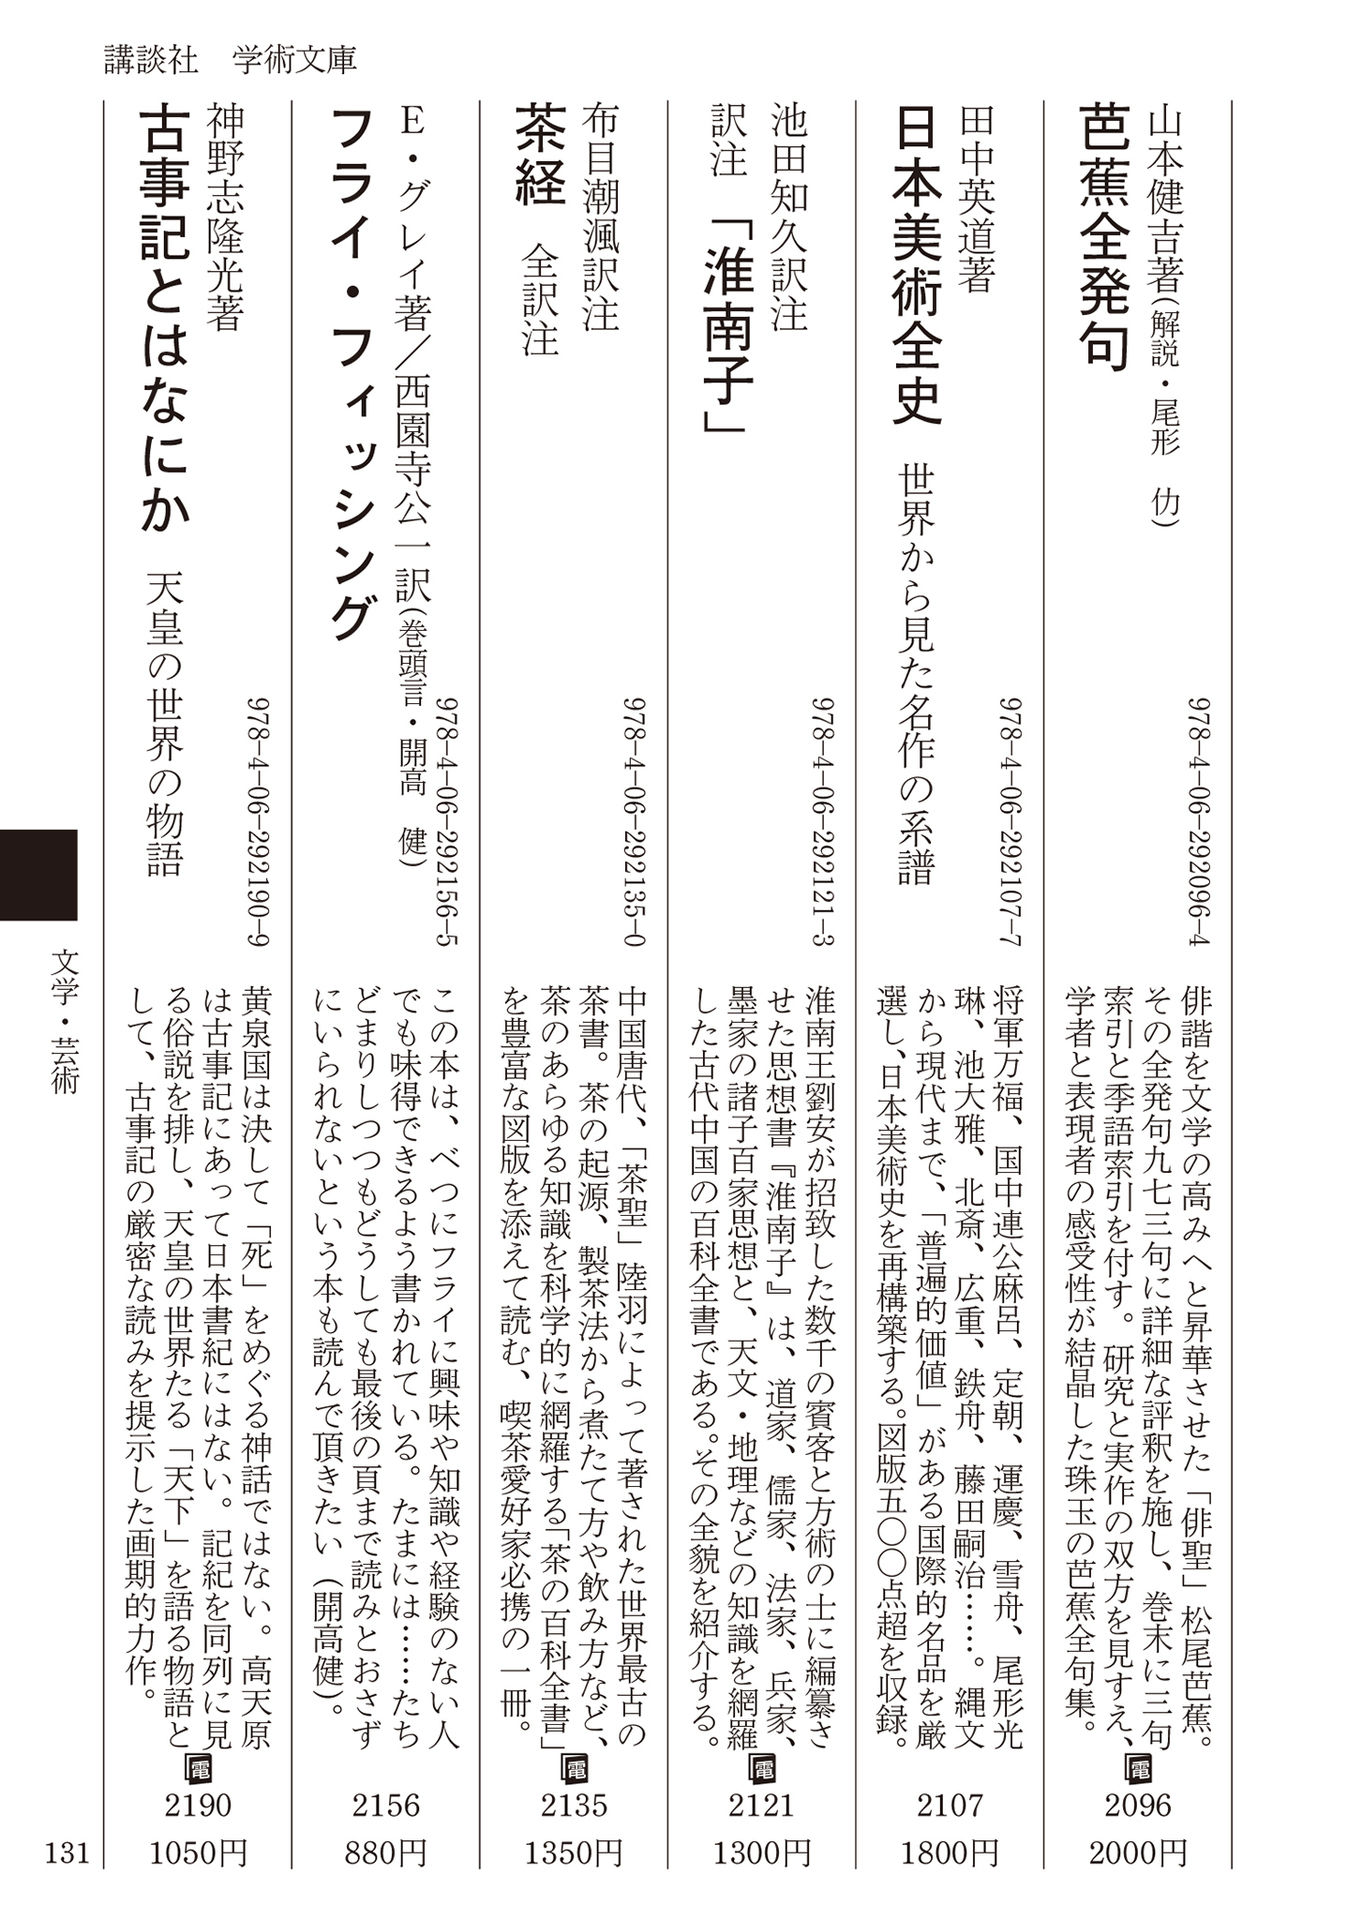 講談社　学術文庫
山本健吉著(解説・尾形　仂)
芭蕉全発句
978-4-06-292096-4
俳諧を文学の高みへと昇華させた「俳聖」松尾芭蕉。
その全発句九七三句に詳細な評釈を施し、巻末に三句
索引と季語索引を付す。研究と実作の双方を見すえ、
学者と表現者の感受性が結晶した珠玉の芭蕉全句集。
電
2096
2000円
田中英道著
日本美術全史　世界から見た名作の系譜
978-4-06-292107-7
将軍万福、国中連公麻呂、定朝、運慶、雪舟、尾形光
琳、池大雅、北斎、広重、鉄舟、藤田嗣治……。縄文
から現代まで、「普遍的価値」がある国際的名品を厳
選し、日本美術史を再構築する。図版五〇〇点超を収録。
2107
1800円
池田知久訳注
訳注　「淮南子」
978-4-06-292121-3
淮南王劉安が招致した数千の賓客と方術の士に編纂さ
せた思想書『淮南子』は、道家、儒家、法家、兵家、
墨家の諸子百家思想と、天文・地理などの知識を網羅
した古代中国の百科全書である。その全貌を紹介する。
電
2121
1300円
布目潮渢訳注
茶経　全訳注
978-4-06-292135-0
中国唐代、「茶聖」陸羽によって著された世界最古の
茶書。茶の起源、製茶法から煮たて方や飲み方など、
茶のあらゆる知識を科学的に網羅する「茶の百科全書」
を豊富な図版を添えて読む、喫茶愛好家必携の一冊。
電
2135
1350円
E・グレイ著／西園寺公一訳(巻頭言・開高　健)
フライ・フィッシング
978-4-06-292156-5
この本は、べつにフライに興味や知識や経験のない人
でも味得できるよう書かれている。たまには……たち
どまりしつつもどうしても最後の頁まで読みとおさず
にいられないという本も読んで頂きたい（開高健）。
2156
880円
神野志隆光著
古事記とはなにか　天皇の世界の物語
978-4-06-292190-9
黄泉国は決して「死」をめぐる神話ではない。高天原
は古事記にあって日本書紀にはない。記紀を同列に見
る俗説を排し、天皇の世界たる「天下」を語る物語と
して、古事記の厳密な読みを提示した画期的力作。
電
2190
1050円
文学・芸術
131